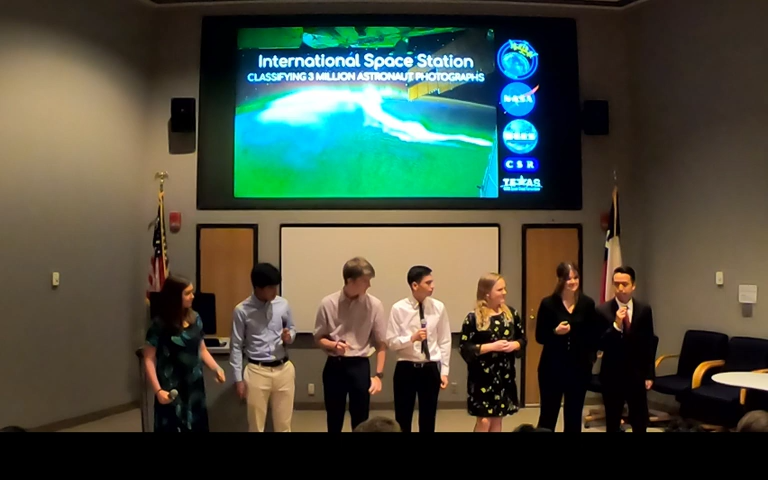 International Space Station
CLASSIFYING 3 MILLION ASTRONAUT PHOTOGRAPHS
NASA
CSR
TEXAS